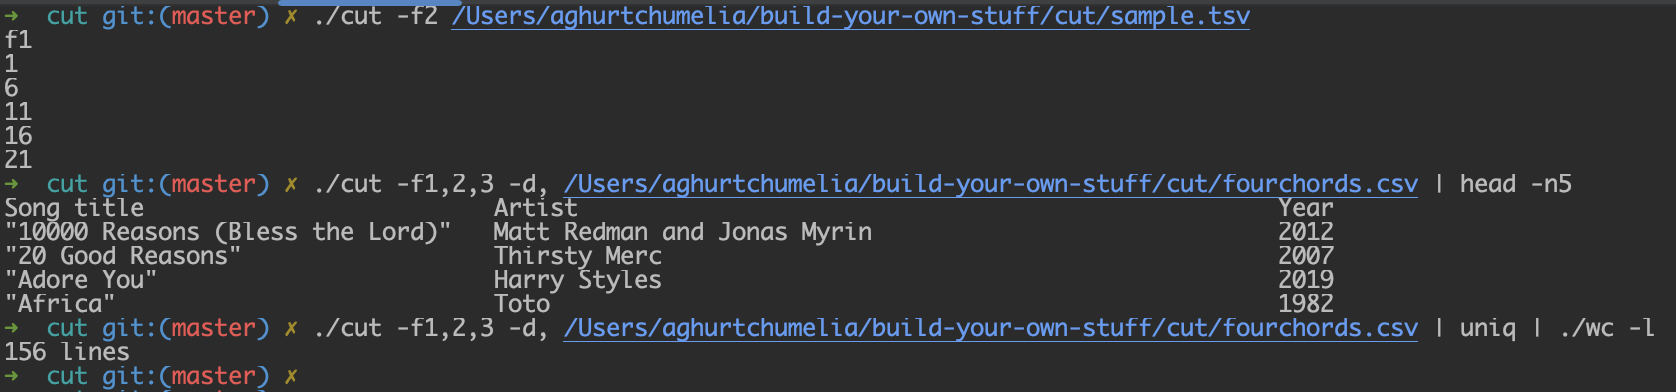 ➜  cut git:(master) ✗ ./cut -f2 /Users/aghurtchumelia/build-your-own-stuff/cut/sample.tsv
f1
1
6
11
16
21
➜  cut git:(master) ✗ ./cut -f1,2,3 -d, /Users/aghurtchumelia/build-your-own-stuff/cut/fourchords.csv | head -n5
Song title                         Artist                                                  Year
"10000 Reasons (Bless the Lord)"   Matt Redman and Jonas Myrin                             2012
"20 Good Reasons"                  Thirsty Merc                                            2007
"Adore You"                        Harry Styles                                            2019
"Africa"                           Toto                                                    1982
➜  cut git:(master) ✗ ./cut -f1,2,3 -d, /Users/aghurtchumelia/build-your-own-stuff/cut/fourchords.csv | uniq | ./wc -l
156 lines
➜  cut git:(master) ✗